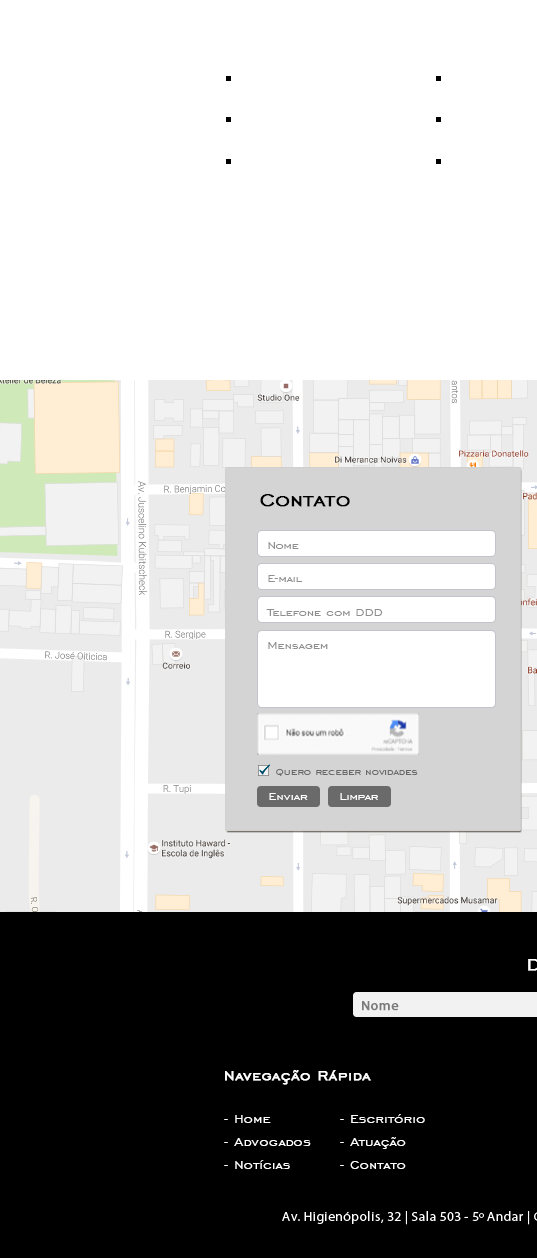 Atelier de Beleza
Studio One
Di Meranca Noivas
Pizzaria Donatello
R. Benjamin Co
Av. Juscelino Kubitscheck
Contato
Nome
E-mail
Telefone com DDD
Mensagem
R. Sergipe
R. José Oiticica
Correio
Não sou um robô
reCAPTCHA
Privacidade - Termos
Quero receber novidades
R. Tupi
Enviar
Limpar
Instituto Haward -
Escola de Inglês
Supermercados Musamar
D
Nome
Navegação Rápida
- Home
- Escritório
- Advogados
- Atuação
- Notícias
- Contato
Av. Higienópolis, 32 | Sala 503 - 5º Andar |